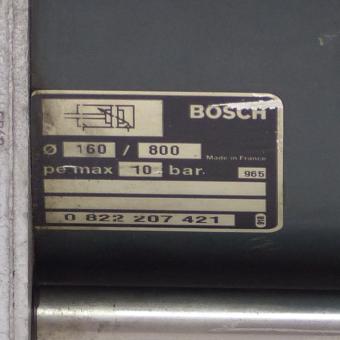 BOSCH
Ø 160 / 800
Made in France
pe max 10 bar 965
0 822 207 421